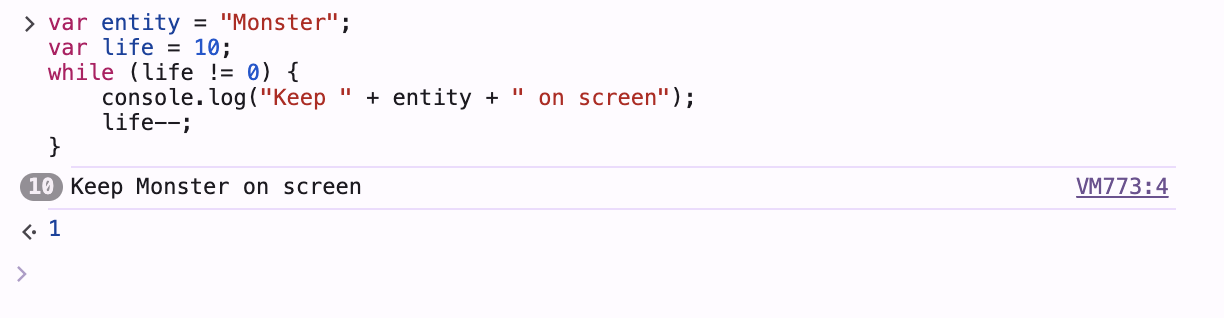 > var entity = "Monster";
var life = 10;
while (life != 0) {
    console.log("Keep " + entity + " on screen");
    life--;
}
10 Keep Monster on screen VM773:4
1
>